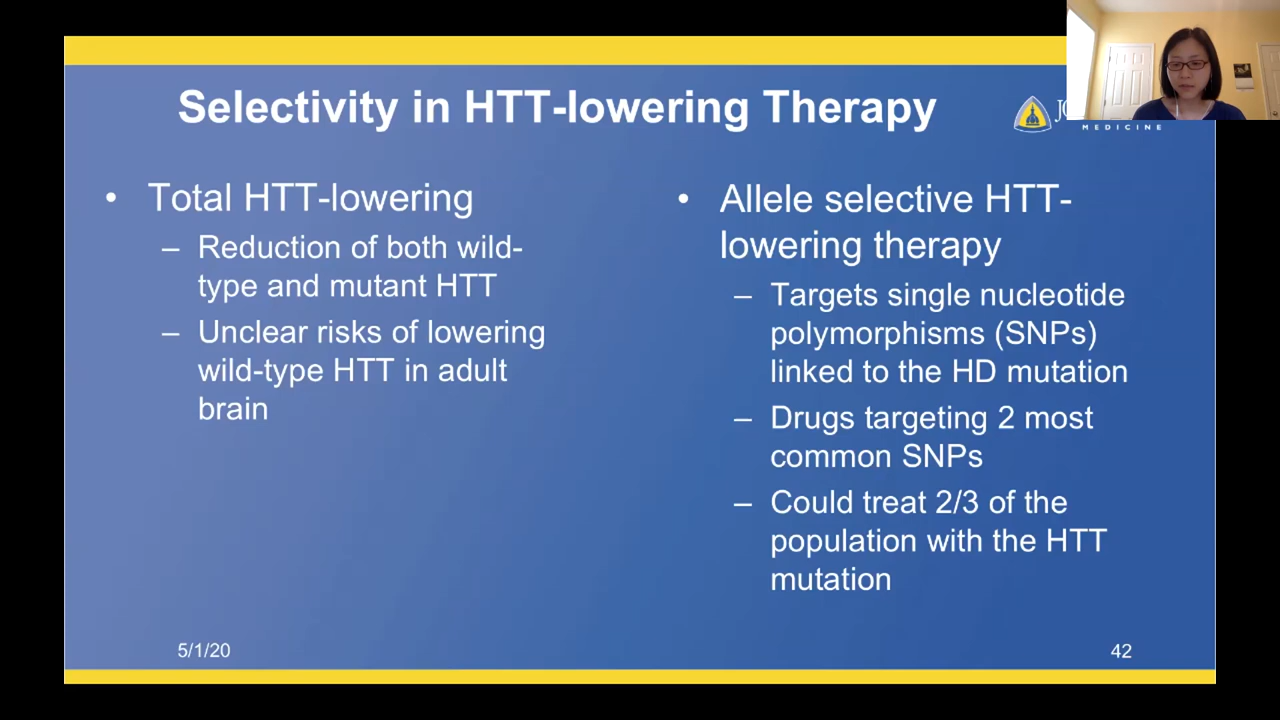 Selectivity in HTT-lowering Therapy
MEDICINE
• Total HTT-lowering
– Reduction of both wild-
type and mutant HTT
– Unclear risks of lowering
wild-type HTT in adult
brain
• Allele selective HTT-
lowering therapy
– Targets single nucleotide
polymorphisms (SNPs)
linked to the HD mutation
– Drugs targeting 2 most
common SNPs
– Could treat 2/3 of the
population with the HTT
mutation
5/1/20
42